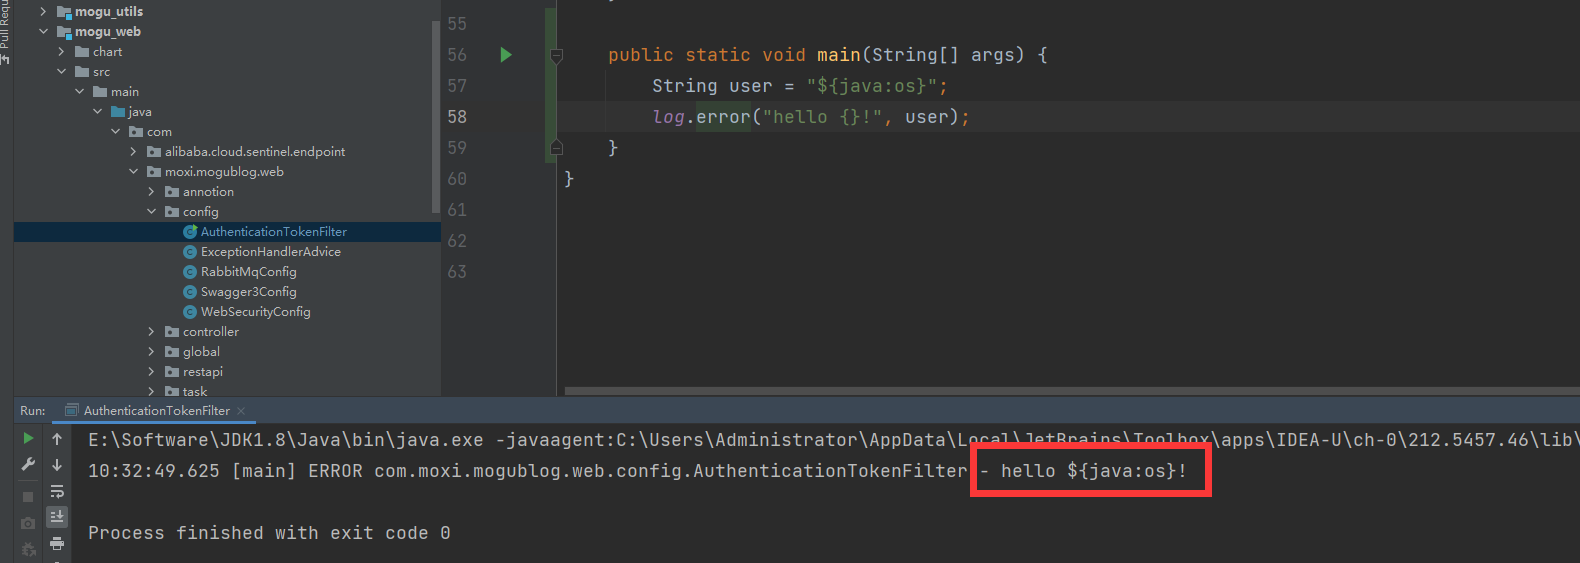 Pull Requ
mogu_utils
mogu_web
chart
src
main
java
com
alibaba.cloud.sentinel.endpoint
moxi.mogublog.web
annotion
config
AuthenticationTokenFilter
ExceptionHandlerAdvice
RabbitMqConfig
Swagger3Config
WebSecurityConfig
controller
global
restapi
task
55
56 public static void main(String[] args) {
57 String user = "${java:os}";
58 log.error("hello {}!", user);
59 }
60 }
61
62
63
Run: AuthenticationTokenFilter ×
E:\Software\JDK1.8\Java\bin\java.exe -javaagent:C:\Users\Administrator\AppData\Local\JetBrains\Toolbox\apps\IDEA-U\ch-0\212.5457.46\lib\
10:32:49.625 [main] ERROR com.moxi.mogublog.web.config.AuthenticationTokenFilter - hello ${java:os}!
Process finished with exit code 0